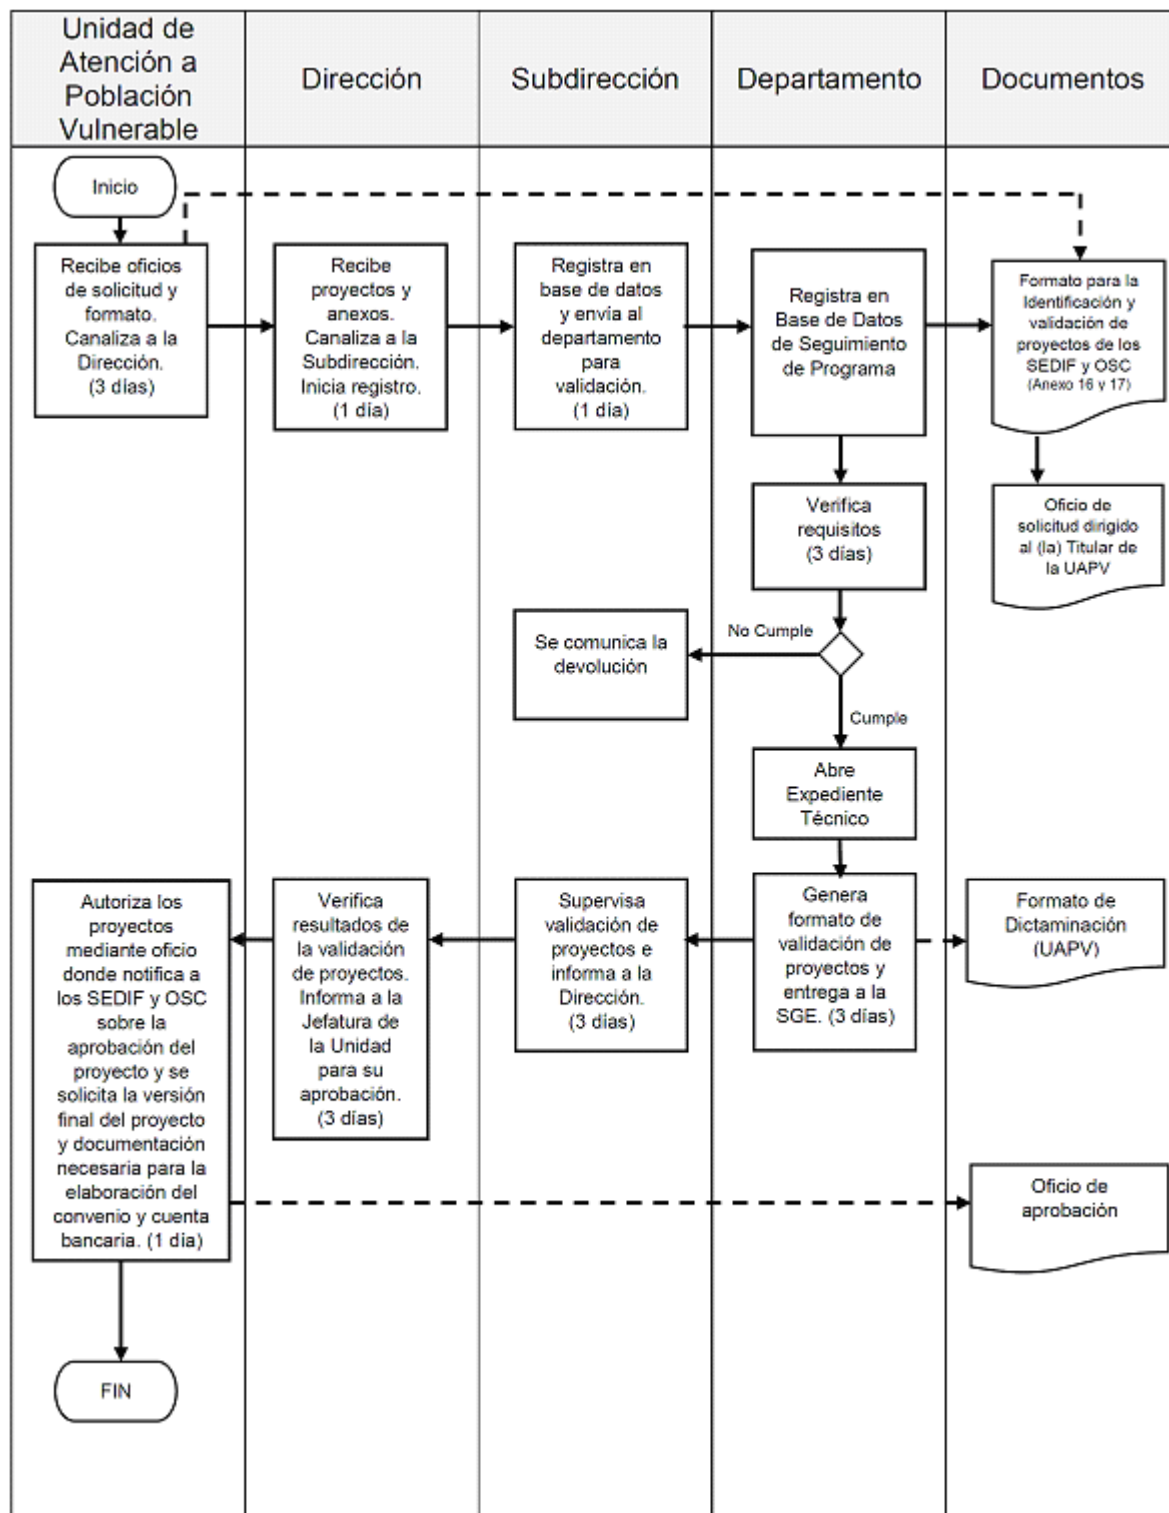 Unidad de
Atención a
Población
Vulnerable
Dirección
Subdirección
Departamento
Documentos
Inicio
Recibe oficios
de solicitud y
formato.
Canaliza a la
Dirección.
(3 días)
Recibe
proyectos y
anexos.
Canaliza a la
Subdirección.
Inicia registro.
(1 día)
Registra en
base de datos
y envía al
departamento
para
validación.
(1 día)
Registra en
Base de Datos
de Seguimiento
de Programa
Formato para la
Identificación y
validación de
proyectos de los
SEDIF y OSC
(Anexo 16 y 17)
Verifica
requisitos
(3 días)
Oficio de
solicitud dirigido
al (la) Titular de
la UAPV
No Cumple
Se comunica la
devolución
Cumple
Abre
Expediente
Técnico
Autoriza los
proyectos
mediante oficio
donde notifica a
los SEDIF y OSC
sobre la
aprobación del
proyecto y se
solicita la versión
final del proyecto
y documentación
necesaria para la
elaboración del
convenio y cuenta
bancaria. (1 día)
Verifica
resultados de
la validación
de proyectos.
Informa a la
Jefatura de
la Unidad
para su
aprobación.
(3 días)
Supervisa
validación de
proyectos e
informa a la
Dirección.
(3 días)
Genera
formato de
validación de
proyectos y
entrega a la
SGE. (3 días)
Formato de
Dictaminación
(UAPV)
Oficio de
aprobación
FIN